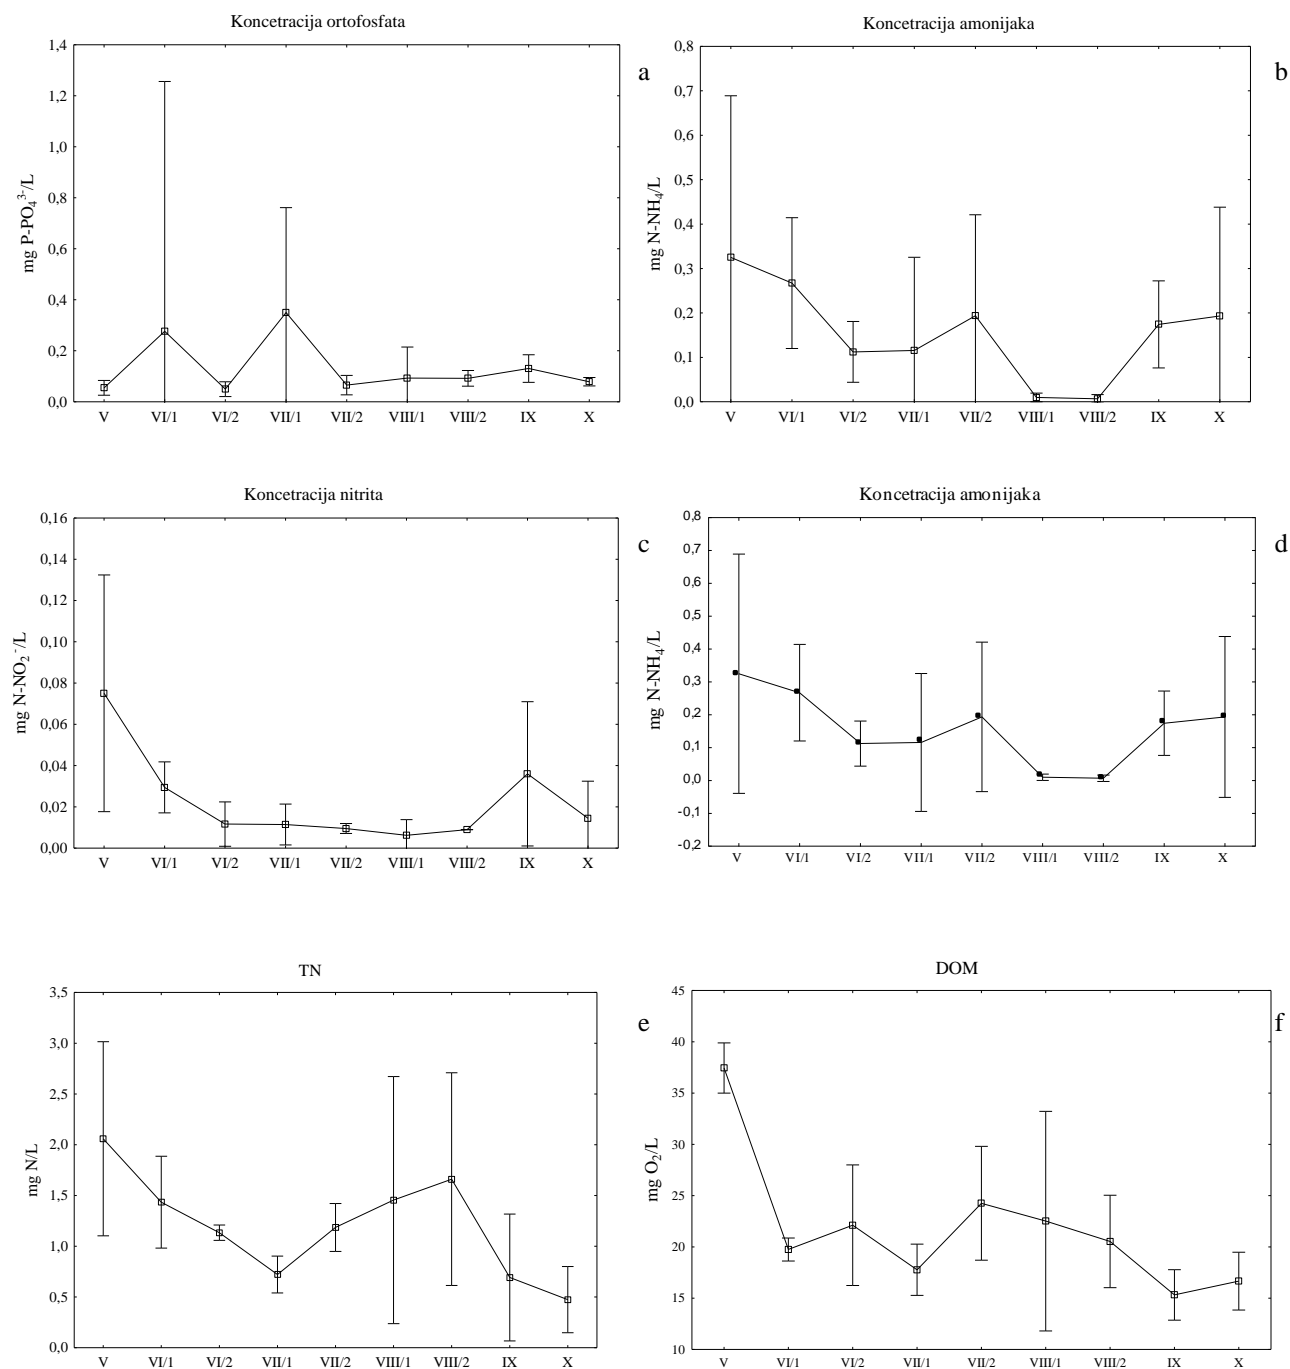 Koncetracija ortofosfata
a
mg P-PO₄³⁻/L
1,4
1,2
1,0
0,8
0,6
0,4
0,2
0,0
V VI/1 VI/2 VII/1 VII/2 VIII/1 VIII/2 IX X
Koncetracija amonijaka
b
mg N-NH₄/L
0,8
0,7
0,6
0,5
0,4
0,3
0,2
0,1
0,0
V VI/1 VI/2 VII/1 VII/2 VIII/1 VIII/2 IX X
Koncetracija nitrita
c
mg N-NO₂⁻/L
0,16
0,14
0,12
0,10
0,08
0,06
0,04
0,02
0,00
V VI/1 VI/2 VII/1 VII/2 VIII/1 VIII/2 IX X
Koncetracija amonijaka
d
mg N-NH₄/L
0,8
0,7
0,6
0,5
0,4
0,3
0,2
0,1
0,0
-0,1
-0,2
V VI/1 VI/2 VII/1 VII/2 VIII/1 VIII/2 IX X
TN
e
mg N/L
3,5
3,0
2,5
2,0
1,5
1,0
0,5
0,0
V VI/1 VI/2 VII/1 VII/2 VIII/1 VIII/2 IX X
DOM
f
mg O₂/L
45
40
35
30
25
20
15
10
V VI/1 VI/2 VII/1 VII/2 VIII/1 VIII/2 IX X